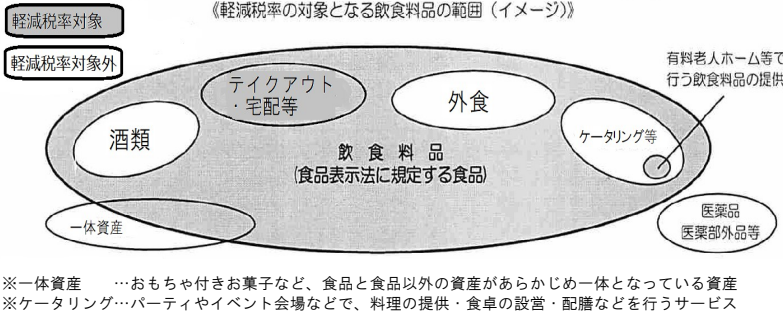 《軽減税率の対象となる飲食料品の範囲（イメージ）》
軽減税率対象
軽減税率対象外
有料老人ホーム等で
行う飲食料品の提供
テイクアウト
・宅配等
外食
酒類
ケータリング等
飲食料品
(食品表示法に規定する食品)
一体資産
医薬品
医薬部外品等
※一体資産　　…おもちゃ付きお菓子など、食品と食品以外の資産があらかじめ一体となっている資産
※ケータリング…パーティやイベント会場などで、料理の提供・食卓の設営・配膳などを行うサービス